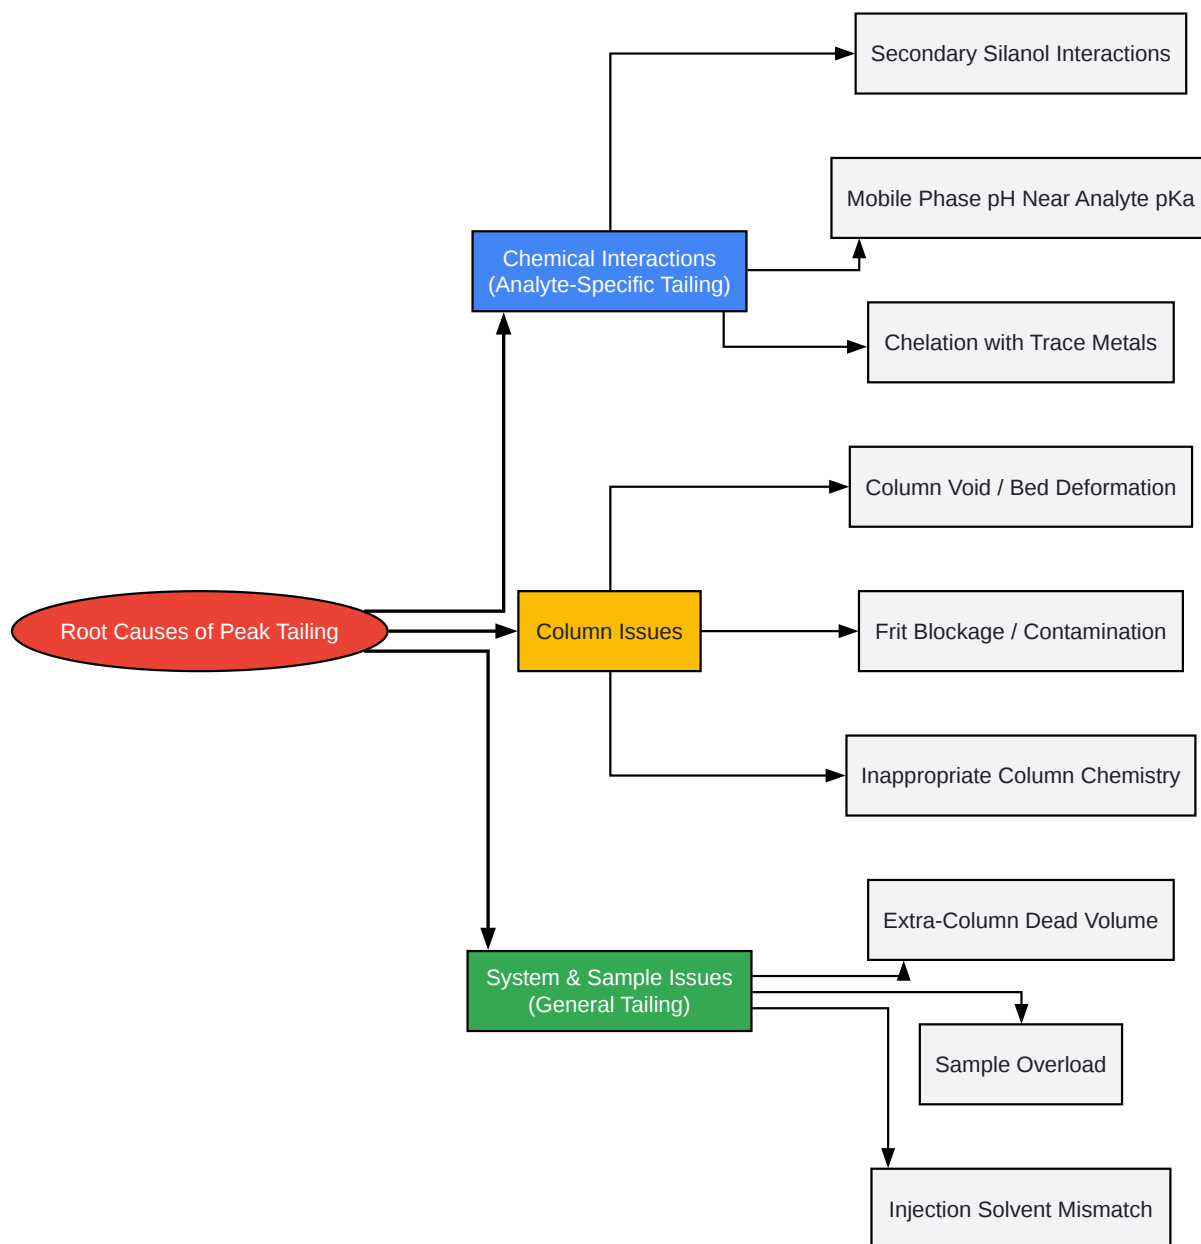 Secondary Silanol Interactions
Mobile Phase pH Near Analyte pKa
Chemical Interactions
(Analyte-Specific Tailing)
Chelation with Trace Metals
Column Void / Bed Deformation
Root Causes of Peak Tailing
Column Issues
Frit Blockage / Contamination
Inappropriate Column Chemistry
Extra-Column Dead Volume
System & Sample Issues
(General Tailing)
Sample Overload
Injection Solvent Mismatch